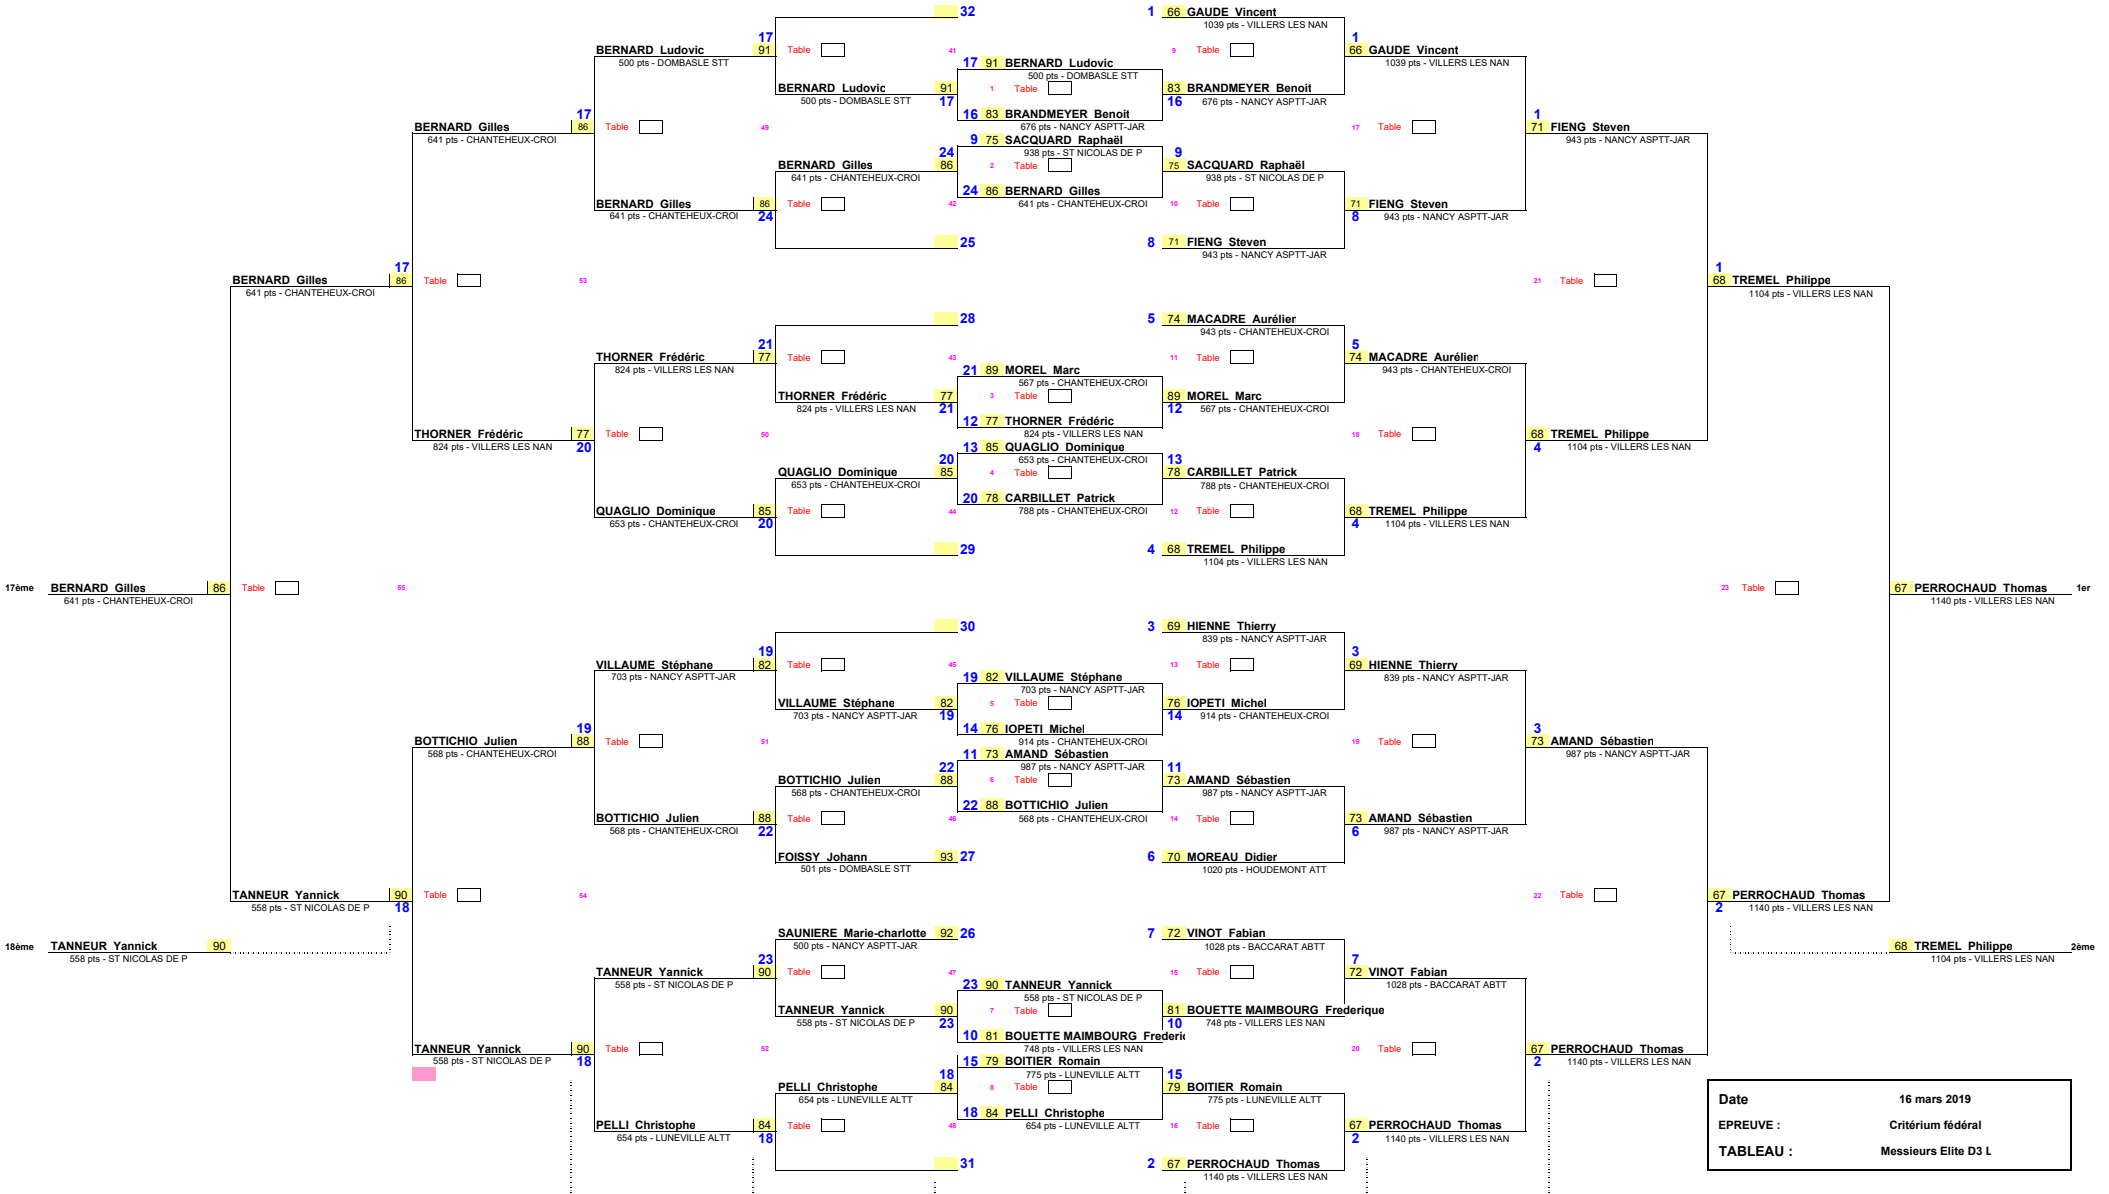 32 1 66 GAUDE Vincent
1039 pts - VILLERS LES NAN
17 1
BERNARD Ludovic 91 Table 41 9 Table 66 GAUDE Vincent
500 pts - DOMBASLE STT 17 91 BERNARD Ludovic 1039 pts - VILLERS LES NAN
500 pts - DOMBASLE STT
BERNARD Ludovic 91 1 Table 83 BRANDMEYER Benoit
500 pts - DOMBASLE STT 17 16 676 pts - NANCY ASPTT-JAR
17 16 83 BRANDMEYER Benoit 1
BERNARD Gilles 86 Table 49 676 pts - NANCY ASPTT-JAR 17 Table 71 FIENG Steven
641 pts - CHANTEHEUX-CROI 9 75 SACQUARD Raphaël 943 pts - NANCY ASPTT-JAR
24 938 pts - ST NICOLAS DE P 9
BERNARD Gilles 86 2 Table 75 SACQUARD Raphaël
641 pts - CHANTEHEUX-CROI 938 pts - ST NICOLAS DE P
24 86 BERNARD Gilles
BERNARD Gilles 86 Table 42 641 pts - CHANTEHEUX-CROI 10 Table 71 FIENG Steven
641 pts - CHANTEHEUX-CROI 24 8 943 pts - NANCY ASPTT-JAR
25 8 71 FIENG Steven
943 pts - NANCY ASPTT-JAR
17 1
BERNARD Gilles 86 Table 53 21 Table 68 TREMEL Philippe
641 pts - CHANTEHEUX-CROI 1104 pts - VILLERS LES NAN
28 5 74 MACADRE Aurélien
943 pts - CHANTEHEUX-CROI
21 5
THORNER Frédéric 77 Table 43 11 Table 74 MACADRE Aurélien
824 pts - VILLERS LES NAN 21 89 MOREL Marc 943 pts - CHANTEHEUX-CROI
567 pts - CHANTEHEUX-CROI
THORNER Frédéric 77 3 Table 89 MOREL Marc
824 pts - VILLERS LES NAN 21 12 567 pts - CHANTEHEUX-CROI
12 77 THORNER Frédéric
THORNER Frédéric 77 Table 50 824 pts - VILLERS LES NAN 18 Table 68 TREMEL Philippe
824 pts - VILLERS LES NAN 20 13 85 QUAGLIO Dominique 4 1104 pts - VILLERS LES NAN
20 653 pts - CHANTEHEUX-CROI 13
QUAGLIO Dominique 85 4 Table 78 CARBILLET Patrick
653 pts - CHANTEHEUX-CROI 788 pts - CHANTEHEUX-CROI
20 78 CARBILLET Patrick
QUAGLIO Dominique 85 Table 44 788 pts - CHANTEHEUX-CROI 12 Table 68 TREMEL Philippe
653 pts - CHANTEHEUX-CROI 20 4 1104 pts - VILLERS LES NAN
29 4 68 TREMEL Philippe
1104 pts - VILLERS LES NAN
17ème BERNARD Gilles 86 Table 55 23 Table 67 PERROCHAUD Thomas 1er
641 pts - CHANTEHEUX-CROI 1140 pts - VILLERS LES NAN
30 3 69 HIENNE Thierry
839 pts - NANCY ASPTT-JAR
19 3
VILLAUME Stéphane 82 Table 45 13 Table 69 HIENNE Thierry
703 pts - NANCY ASPTT-JAR 19 82 VILLAUME Stéphane 839 pts - NANCY ASPTT-JAR
703 pts - NANCY ASPTT-JAR
VILLAUME Stéphane 82 5 Table 76 IOPETI Michel
703 pts - NANCY ASPTT-JAR 19 14 914 pts - CHANTEHEUX-CROI
19 14 76 IOPETI Michel 3
BOTTICHIO Julien 88 Table 51 914 pts - CHANTEHEUX-CROI 19 Table 73 AMAND Sébastien
568 pts - CHANTEHEUX-CROI 11 73 AMAND Sébastien 987 pts - NANCY ASPTT-JAR
22 987 pts - NANCY ASPTT-JAR 11
BOTTICHIO Julien 88 6 Table 73 AMAND Sébastien
568 pts - CHANTEHEUX-CROI 987 pts - NANCY ASPTT-JAR
22 88 BOTTICHIO Julien
BOTTICHIO Julien 88 Table 46 568 pts - CHANTEHEUX-CROI 14 Table 73 AMAND Sébastien
568 pts - CHANTEHEUX-CROI 22 6 987 pts - NANCY ASPTT-JAR
FOISSY Johann 93 27 6 70 MOREAU Didier
501 pts - DOMBASLE STT 1020 pts - HOUDEMONT ATT
TANNEUR Yannick 90 Table 54 22 Table 67 PERROCHAUD Thomas
558 pts - ST NICOLAS DE P 18 2 1140 pts - VILLERS LES NAN
SAUNIERE Marie-charlotte 92 26 7 72 VINOT Fabian
18ème TANNEUR Yannick 90 500 pts - NANCY ASPTT-JAR 1028 pts - BACCARAT ABTT 68 TREMEL Philippe 2ème
558 pts - ST NICOLAS DE P 23 7 1104 pts - VILLERS LES NAN
TANNEUR Yannick 90 Table 47 15 Table 72 VINOT Fabian
558 pts - ST NICOLAS DE P 23 90 TANNEUR Yannick 1028 pts - BACCARAT ABTT
558 pts - ST NICOLAS DE P
TANNEUR Yannick 90 7 Table 81 BOUETTE MAIMBOURG Frederique
558 pts - ST NICOLAS DE P 23 10 748 pts - VILLERS LES NAN
10 81 BOUETTE MAIMBOURG Frederic
TANNEUR Yannick 90 Table 52 748 pts - VILLERS LES NAN 20 Table 67 PERROCHAUD Thomas
558 pts - ST NICOLAS DE P 18 15 79 BOITIER Romain 2 1140 pts - VILLERS LES NAN
18 775 pts - LUNEVILLE ALTT 15
PELLI Christophe 84 8 Table 79 BOITIER Romain
654 pts - LUNEVILLE ALTT 775 pts - LUNEVILLE ALTT
Date 16 mars 2019
18 84 PELLI Christophe
PELLI Christophe 84 Table 48 654 pts - LUNEVILLE ALTT 16 Table 67 PERROCHAUD Thomas
EPREUVE : Critérium fédéral
654 pts - LUNEVILLE ALTT 18 2 1140 pts - VILLERS LES NAN
TABLEAU : Messieurs Elite D3 L
31 2 67 PERROCHAUD Thomas
1140 pts - VILLERS LES NAN